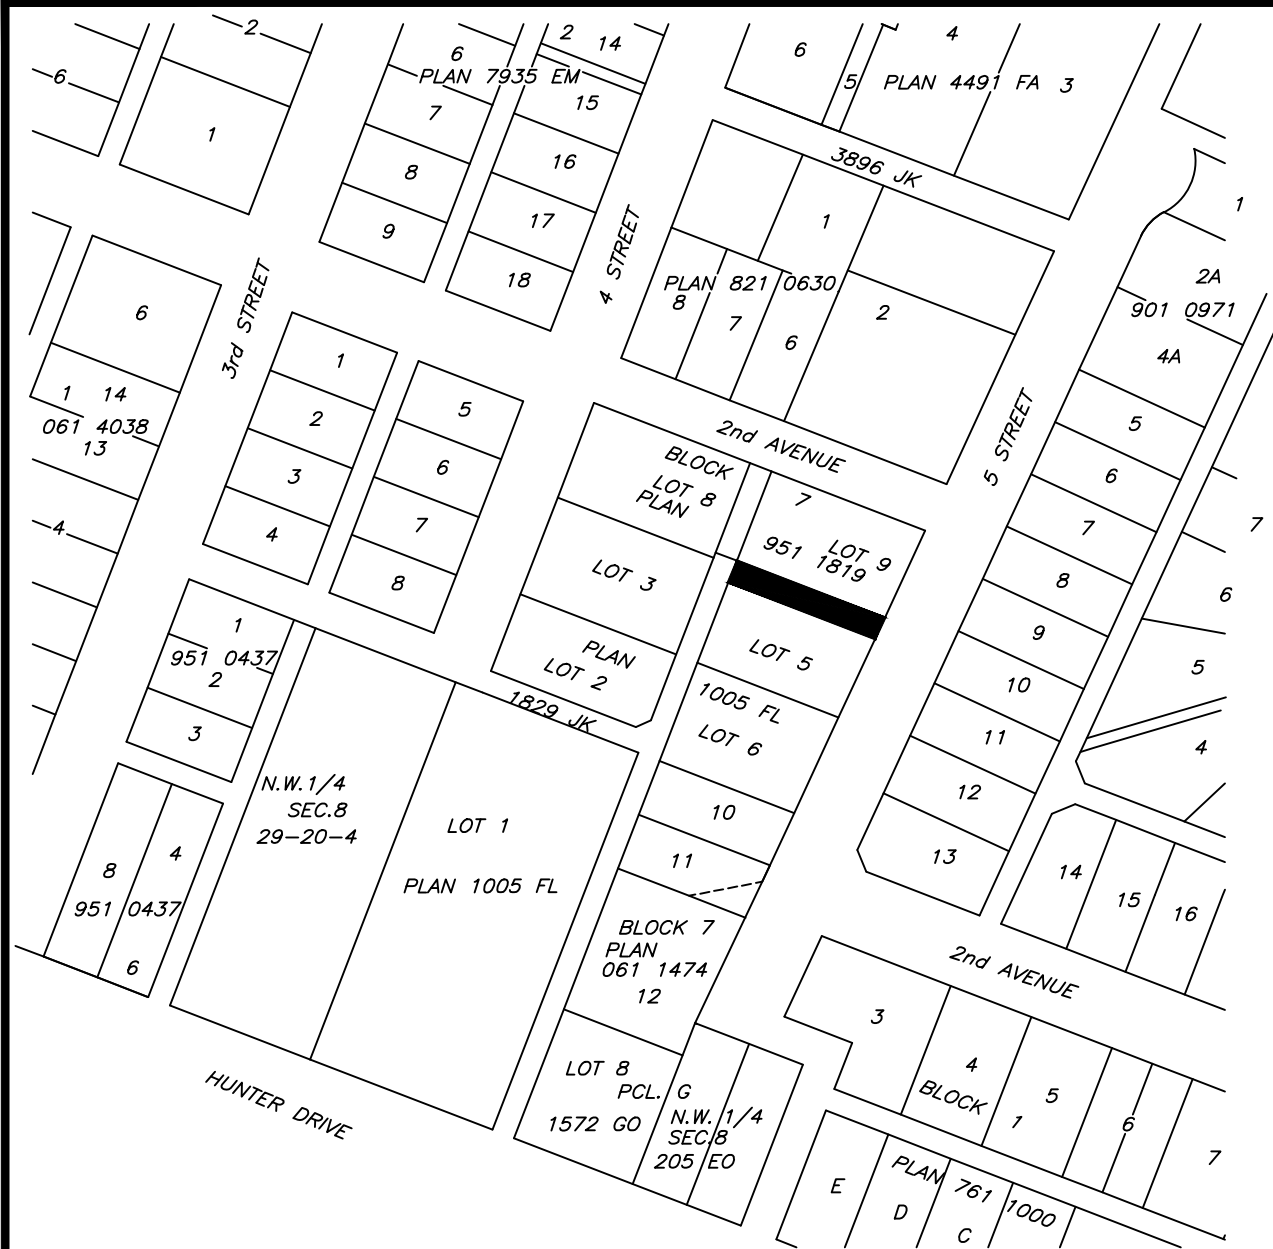 2
6
1
6
PLAN 7935 EM
7
8
9
2
14
15
16
17
18
6
5
4
PLAN 4491 FA
3
3896 JK
1
PLAN 821 0630
8
7
6
2
4 STREET
3rd STREET
5 STREET
1
2A
901 0971
4A
5
6
7
8
9
10
11
12
13
7
6
5
4
6
1
14
061 4038
13
4
1
2
3
4
5
6
7
8
2nd AVENUE
BLOCK
LOT 8
PLAN
7
LOT 9
951 1819
LOT 3
PLAN
LOT 2
LOT 5
1005 FL
LOT 6
10
11
1829 JK
1
951 0437
2
3
N.W.1/4
SEC.8
29-20-4
LOT 1
PLAN 1005 FL
8
4
951 0437
6
BLOCK 7
PLAN
061 1474
12
LOT 8
PCL. G
1572 GO
N.W. 1/4
SEC.8
205 EO
HUNTER DRIVE
14
15
16
2nd AVENUE
3
4
BLOCK
1
5
6
7
PLAN
761 1000
E
D
C